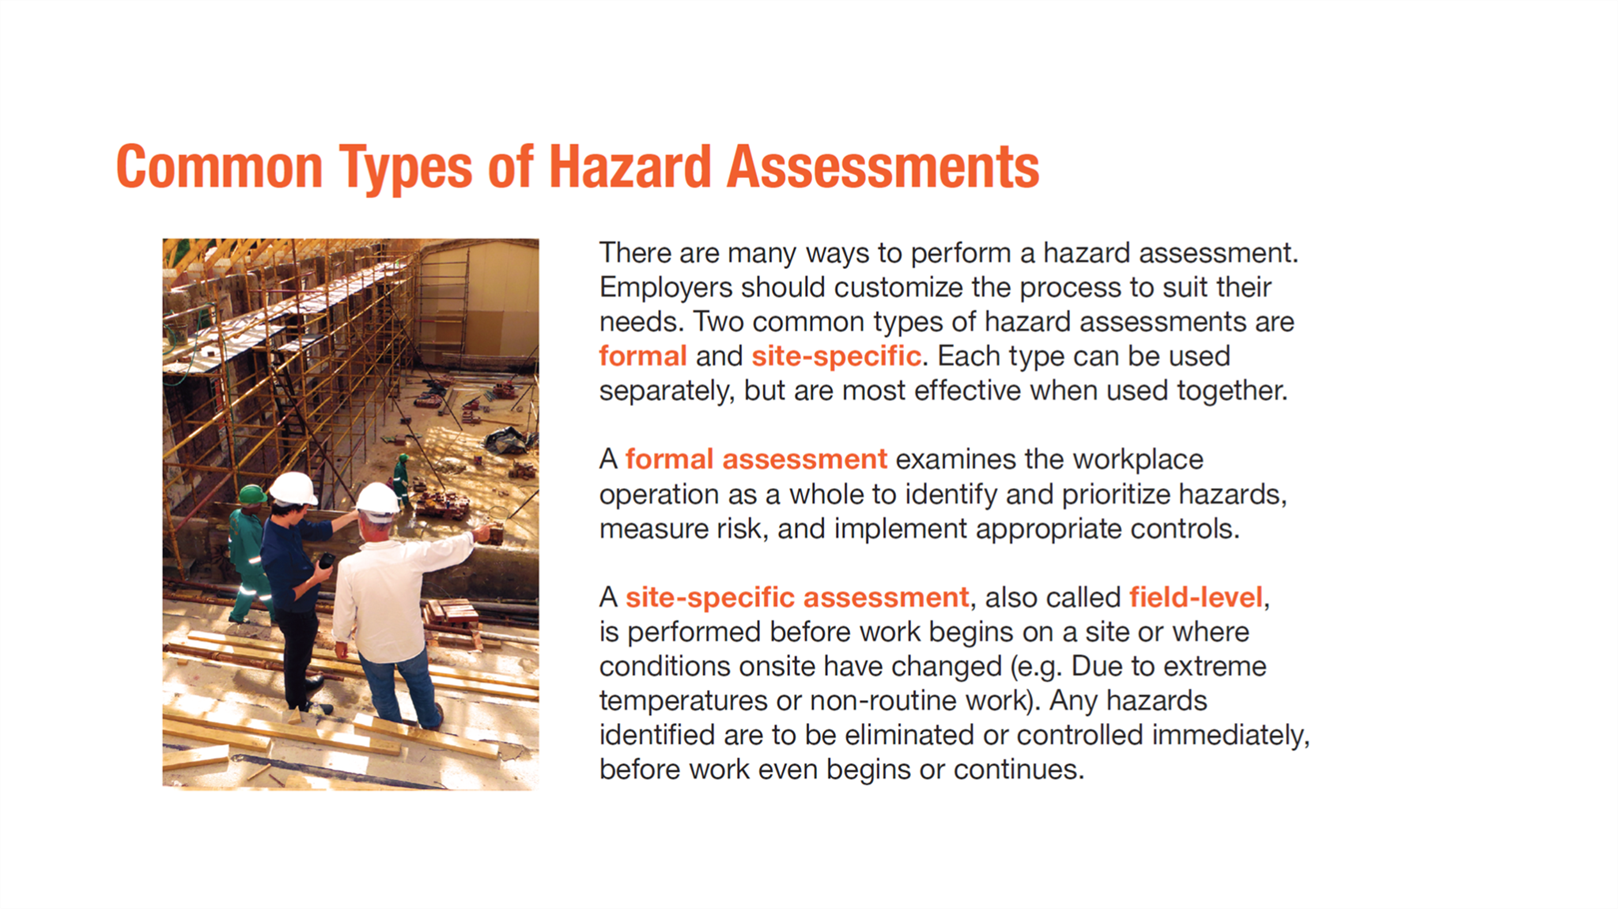 Common Types of Hazard Assessments
There are many ways to perform a hazard assessment.
Employers should customize the process to suit their
needs. Two common types of hazard assessments are
formal and site-specific. Each type can be used
separately, but are most effective when used together.
A formal assessment examines the workplace
operation as a whole to identify and prioritize hazards,
measure risk, and implement appropriate controls.
A site-specific assessment, also called field-level,
is performed before work begins on a site or where
conditions onsite have changed (e.g. Due to extreme
temperatures or non-routine work). Any hazards
identified are to be eliminated or controlled immediately,
before work even begins or continues.